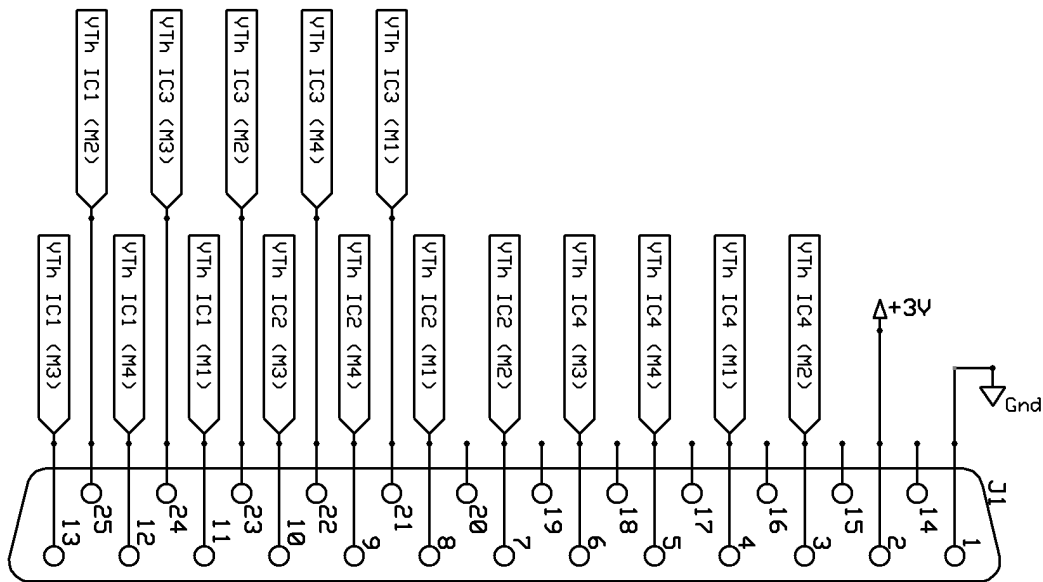 VTh IC1 (M2)
VTh IC3 (M3)
VTh IC3 (M2)
VTh IC3 (M4)
VTh IC3 (M1)
VTh IC1 (M3)
VTh IC1 (M4)
VTh IC1 (M1)
VTh IC2 (M3)
VTh IC2 (M4)
VTh IC2 (M1)
VTh IC2 (M2)
VTh IC4 (M3)
VTh IC4 (M4)
VTh IC4 (M1)
VTh IC4 (M2)
+3V
Gnd
J1
25
24
23
22
21
20
19
18
17
16
15
14
13
12
11
10
9
8
7
6
5
4
3
2
1